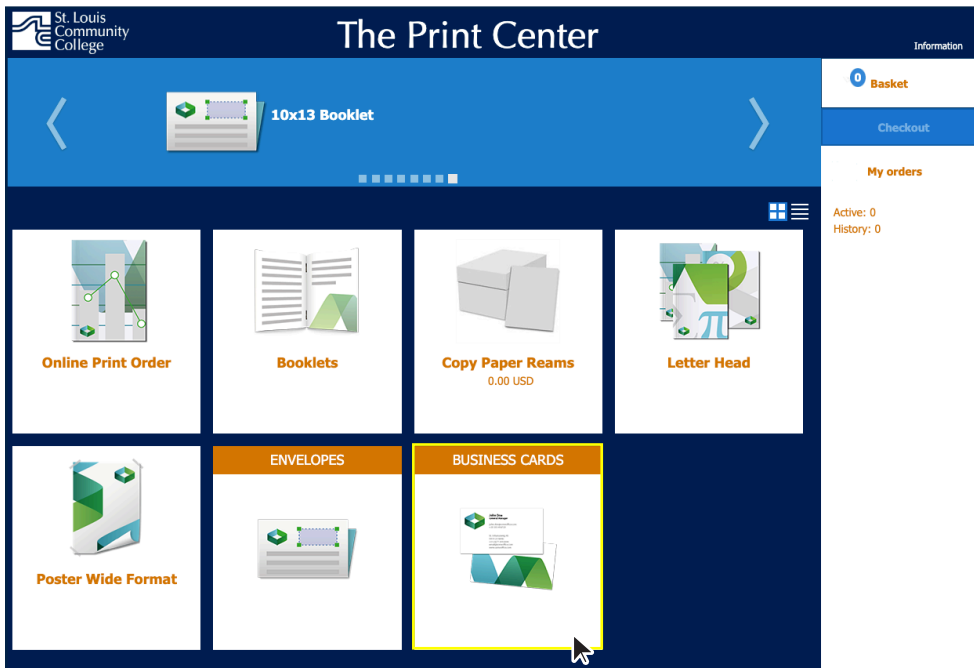 St. Louis
Community
College
The Print Center
Information
10x13 Booklet
0 Basket
Checkout
My orders
Active: 0
History: 0
Online Print Order
Booklets
Copy Paper Reams
0.00 USD
Letter Head
Poster Wide Format
ENVELOPES
BUSINESS CARDS